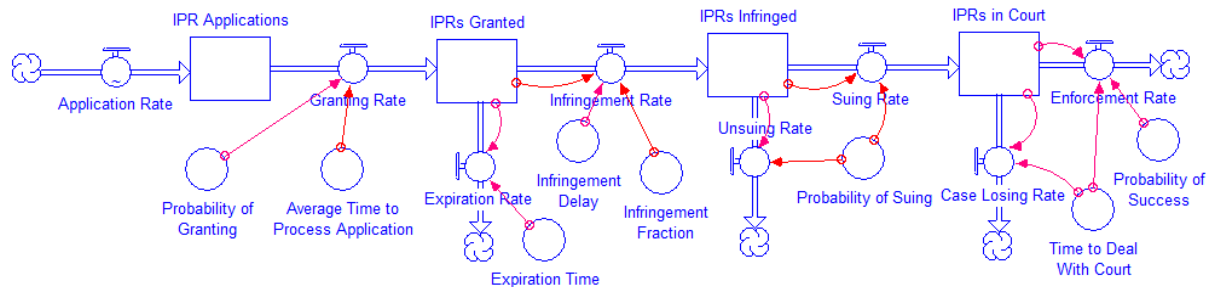 IPR Applications
IPRs Granted
IPRs Infringed
IPRs in Court
Application Rate
Granting Rate
Infringement Rate
Suing Rate
Enforcement Rate
Unsuing Rate
Expiration Rate
Infringement
Delay
Probability of Suing
Case Losing Rate
Probability of
Success
Probability of
Granting
Average Time to
Process Application
Infringement
Fraction
Time to Deal
With Court
Expiration Time